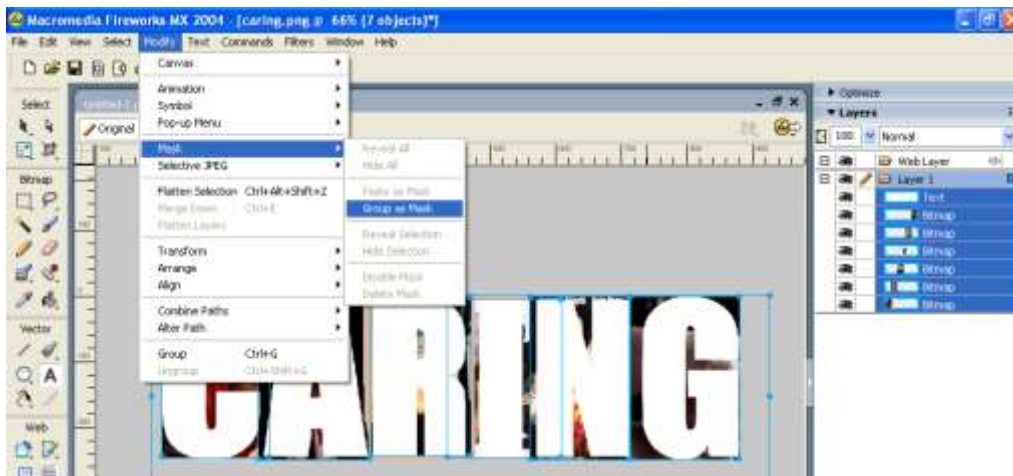 Macromedia Fireworks MX 2004 - [caring.png @ 66% (7 objects)*]
File Edit View Select Modify Text Commands Filters Window Help
Canvas
Animation
Symbol
Pop-up Menu
Mask
Selective JPEG
Flatten Selection Ctrl+Alt+Shift+Z
Merge Down Ctrl+E
Flatten Layers
Transform
Arrange
Align
Combine Paths
Alter Path
Group Ctrl+G
Ungroup Ctrl+Shift+G
Reveal All
Hide All
Paste as Mask
Group as Mask
Reveal Selection
Hide Selection
Disable Mask
Delete Mask
Select
Bitmap
Vector
Web
Original
CARING
Optimize
Layers
100 Normal
Web Layer
Layer 1
Text
Bitmap
Bitmap
Bitmap
Bitmap
Bitmap
Bitmap